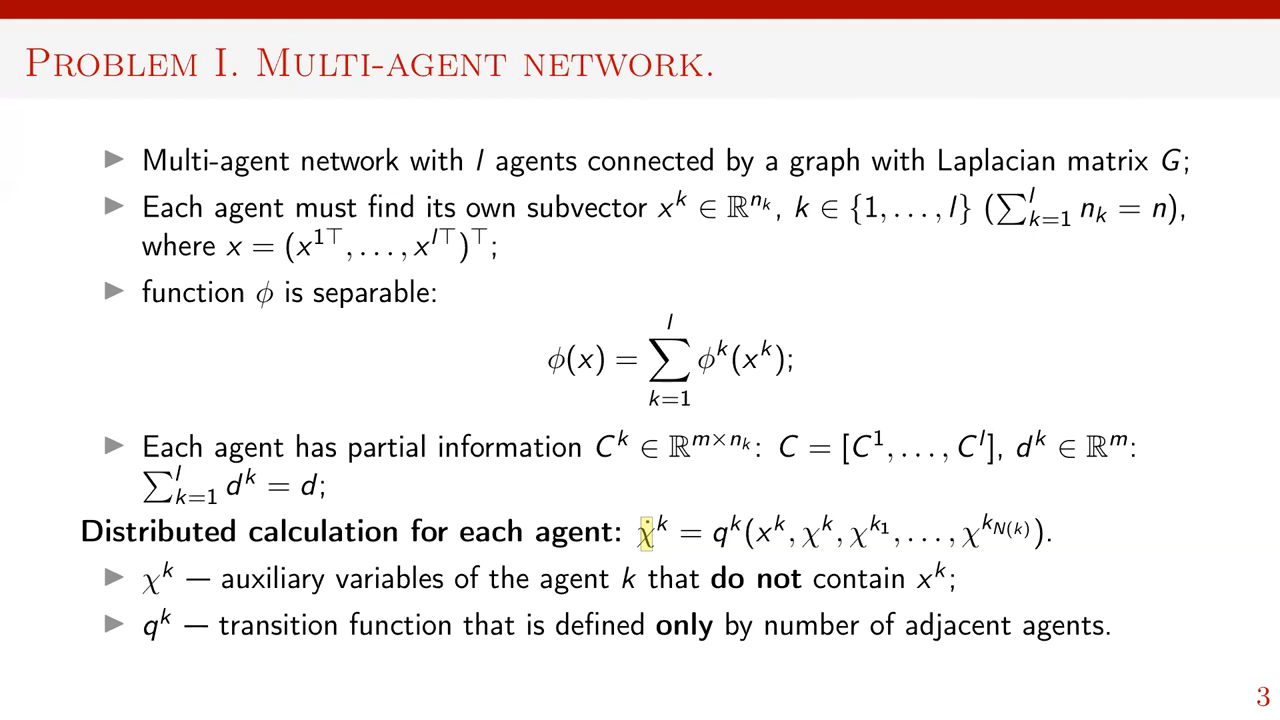 PROBLEM I. MULTI-AGENT NETWORK.
▶ Multi-agent network with l agents connected by a graph with Laplacian matrix G;
▶ Each agent must find its own subvector x^k ∈ ℝ^{n_k}, k ∈ {1, . . . , l} (∑_{k=1}^l n_k = n),
where x = (x^{1⊤}, . . . , x^{l⊤})^⊤;
▶ function ϕ is separable:
ϕ(x) = ∑_{k=1}^l ϕ^k(x^k);
▶ Each agent has partial information C^k ∈ ℝ^{m×n_k}: C = [C^1, . . . , C^l], d^k ∈ ℝ^m:
∑_{k=1}^l d^k = d;
Distributed calculation for each agent: χ̇^k = q^k(x^k, χ^k, χ^{k_1}, . . . , χ^{k_{N(k)}}).
▶ χ^k — auxiliary variables of the agent k that do not contain x^k;
▶ q^k — transition function that is defined only by number of adjacent agents.
3